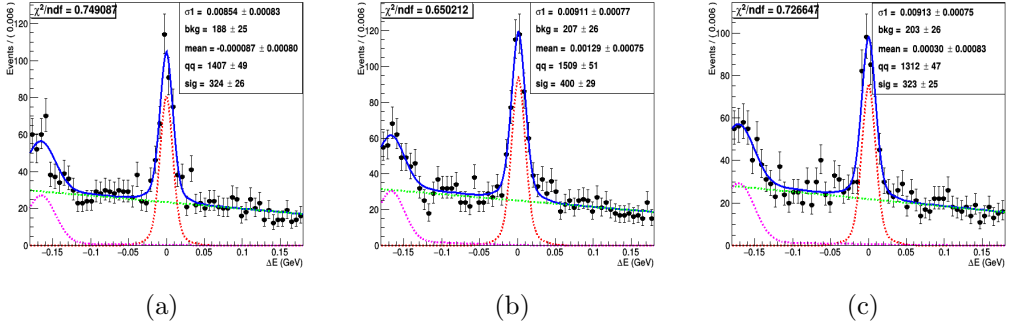 χ²/ndf = 0.749087
σ1 = 0.00854 ± 0.00083
bkg = 188 ± 25
mean = -0.000087 ± 0.00080
qq = 1407 ± 49
sig = 324 ± 26
Events / ( 0.006 )
120
100
80
60
40
20
0
−0.15 −0.1 −0.05 0 0.05 0.1 0.15
ΔE (GeV)
(a)
χ²/ndf = 0.650212
σ1 = 0.00911 ± 0.00077
bkg = 207 ± 26
mean = 0.00129 ± 0.00075
qq = 1509 ± 51
sig = 400 ± 29
Events / ( 0.006 )
120
100
80
60
40
20
0
−0.15 −0.1 −0.05 0 0.05 0.1 0.15
ΔE (GeV)
(b)
χ²/ndf = 0.726647
σ1 = 0.00913 ± 0.00075
bkg = 203 ± 26
mean = 0.00030 ± 0.00083
qq = 1312 ± 47
sig = 323 ± 25
Events / ( 0.006 )
100
80
60
40
20
0
−0.15 −0.1 −0.05 0 0.05 0.1 0.15
ΔE (GeV)
(c)